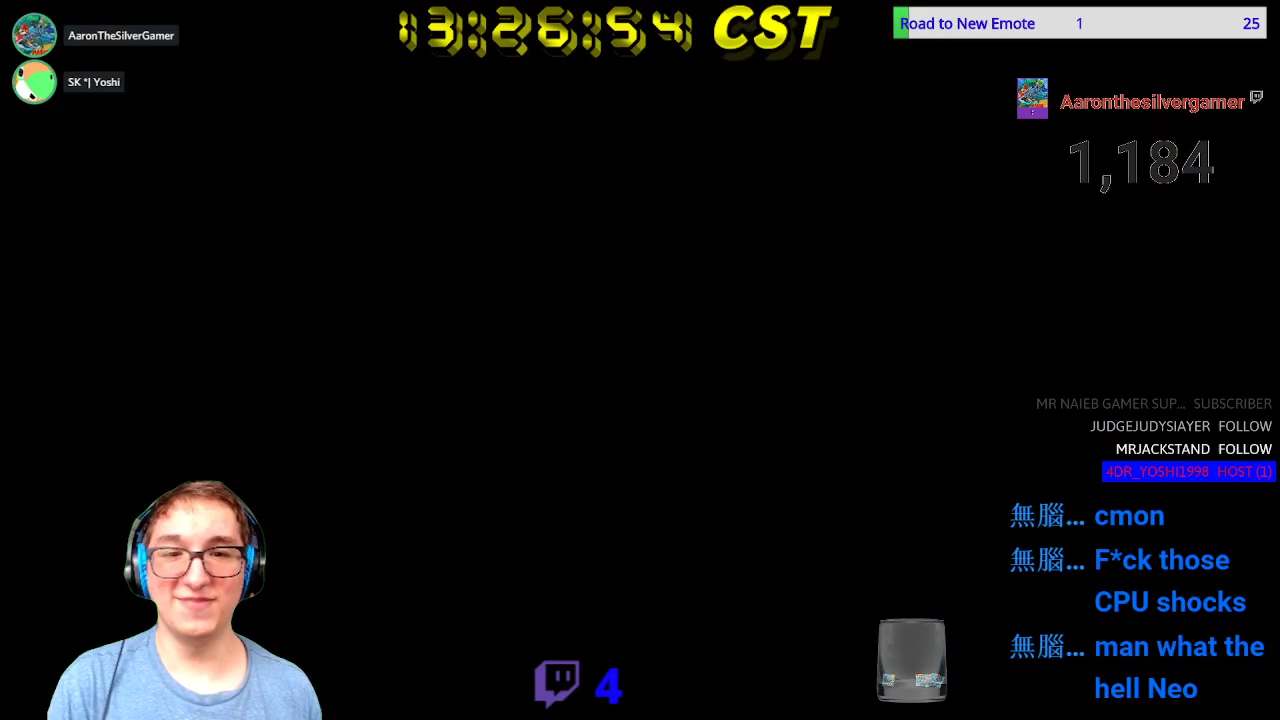 AaronTheSilverGamer
SK *| Yoshi
13:26:54 CST
Road to New Emote 1 25
Aaronthesilvergamer
1,184
MR NAIEB GAMER SUP... SUBSCRIBER
JUDGEJUDYSIAYER FOLLOW
MRJACKSTAND FOLLOW
4DR_YOSHI1998 HOST (1)
無腦... cmon
無腦... F*ck those
CPU shocks
無腦... man what the
hell Neo
4